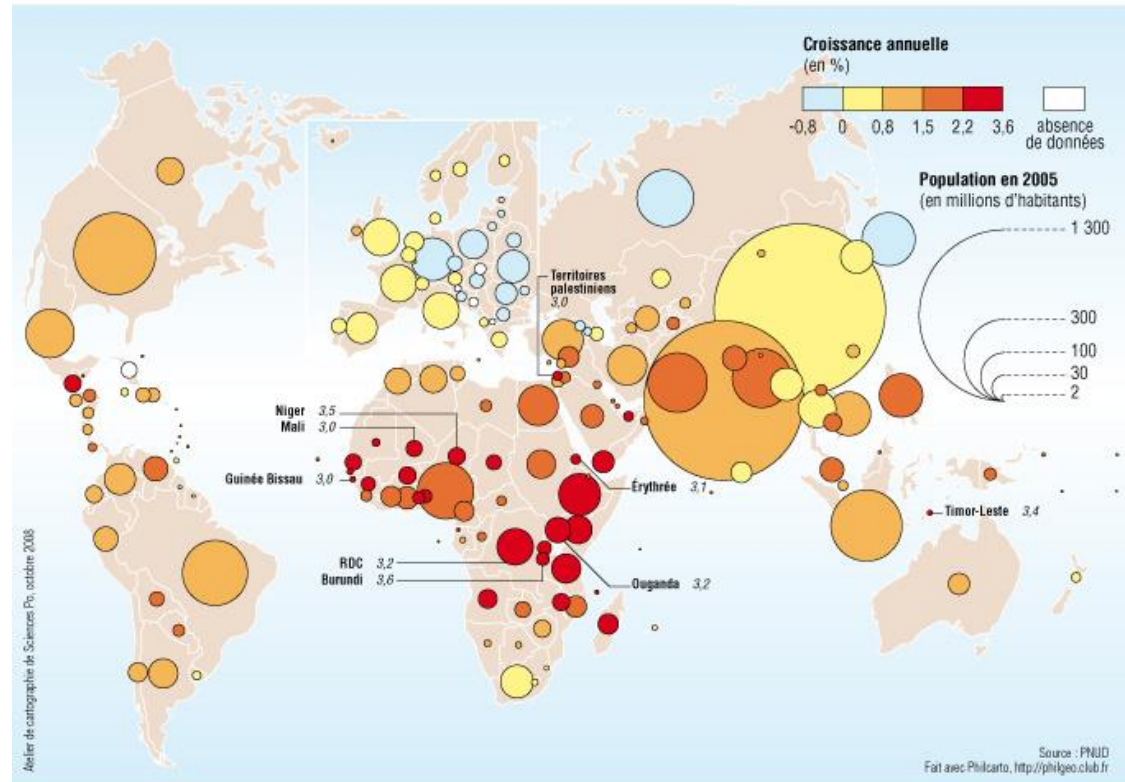 Croissance annuelle
(en %)
-0,8 0 0,8 1,5 2,2 3,6
absence
de données
Population en 2005
(en millions d'habitants)
1 300
300
100
30
2
Territoires
palestiniens
3,0
Niger 3,5
Mali 3,0
Guinée Bissau 3,0
Érythrée 3,1
Timor-Leste 3,4
RDC 3,2
Burundi 3,6
Ouganda 3,2
Atelier de cartographie de Sciences Po, octobre 2008
Source : PNUD
Fait avec Philcarto, http://philgeo.club.fr